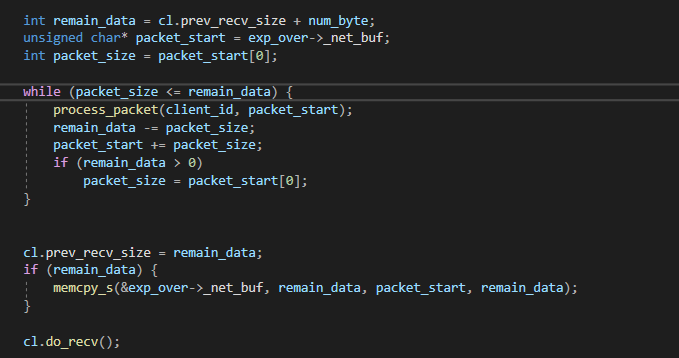 int remain_data = cl.prev_recv_size + num_byte;
unsigned char* packet_start = exp_over->_net_buf;
int packet_size = packet_start[0];
while (packet_size <= remain_data) {
process_packet(client_id, packet_start);
remain_data -= packet_size;
packet_start += packet_size;
if (remain_data > 0)
packet_size = packet_start[0];
}
cl.prev_recv_size = remain_data;
if (remain_data) {
memcpy_s(&exp_over->_net_buf, remain_data, packet_start, remain_data);
}
cl.do_recv();